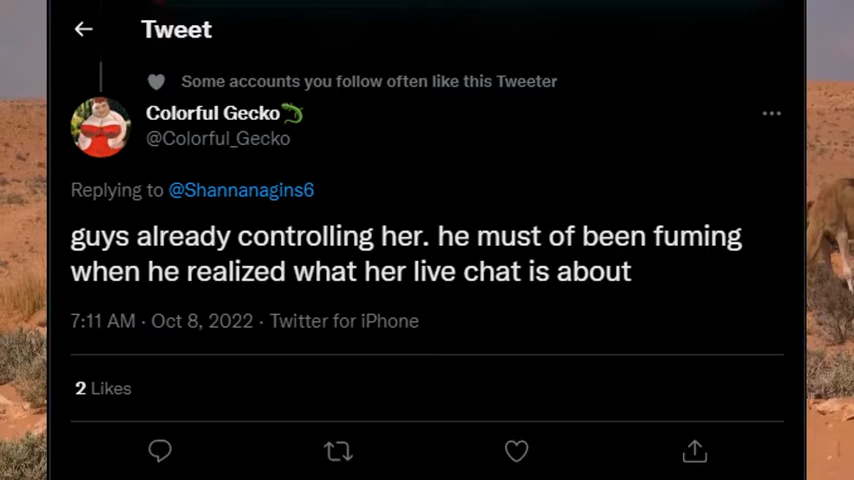 Tweet
Some accounts you follow often like this Tweeter
Colorful Gecko🦎
@Colorful_Gecko
Replying to @Shannanagins6
guys already controlling her. he must of been fuming
when he realized what her live chat is about
7:11 AM · Oct 8, 2022 · Twitter for iPhone
2 Likes